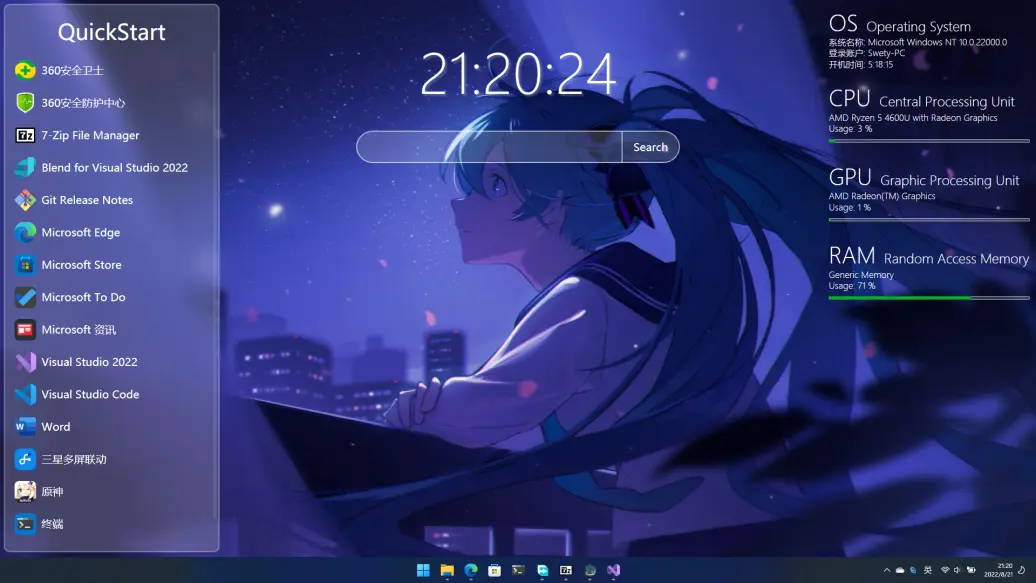 QuickStart
360安全卫士
360安全防护中心
7-Zip File Manager
Blend for Visual Studio 2022
Git Release Notes
Microsoft Edge
Microsoft Store
Microsoft To Do
Microsoft 资讯
Visual Studio 2022
Visual Studio Code
Word
三星多屏联动
原神
终端
21:20:24
Search
OS Operating System
系统名称: Microsoft Windows NT 10.0.22000.0
登录账户: Swety-PC
开机时间: 5:18:15
CPU Central Processing Unit
AMD Ryzen 5 4600U with Radeon Graphics
Usage: 3 %
GPU Graphic Processing Unit
AMD Radeon(TM) Graphics
Usage: 1 %
RAM Random Access Memory
Generic Memory
Usage: 71 %
英
21:20
2022/8/21